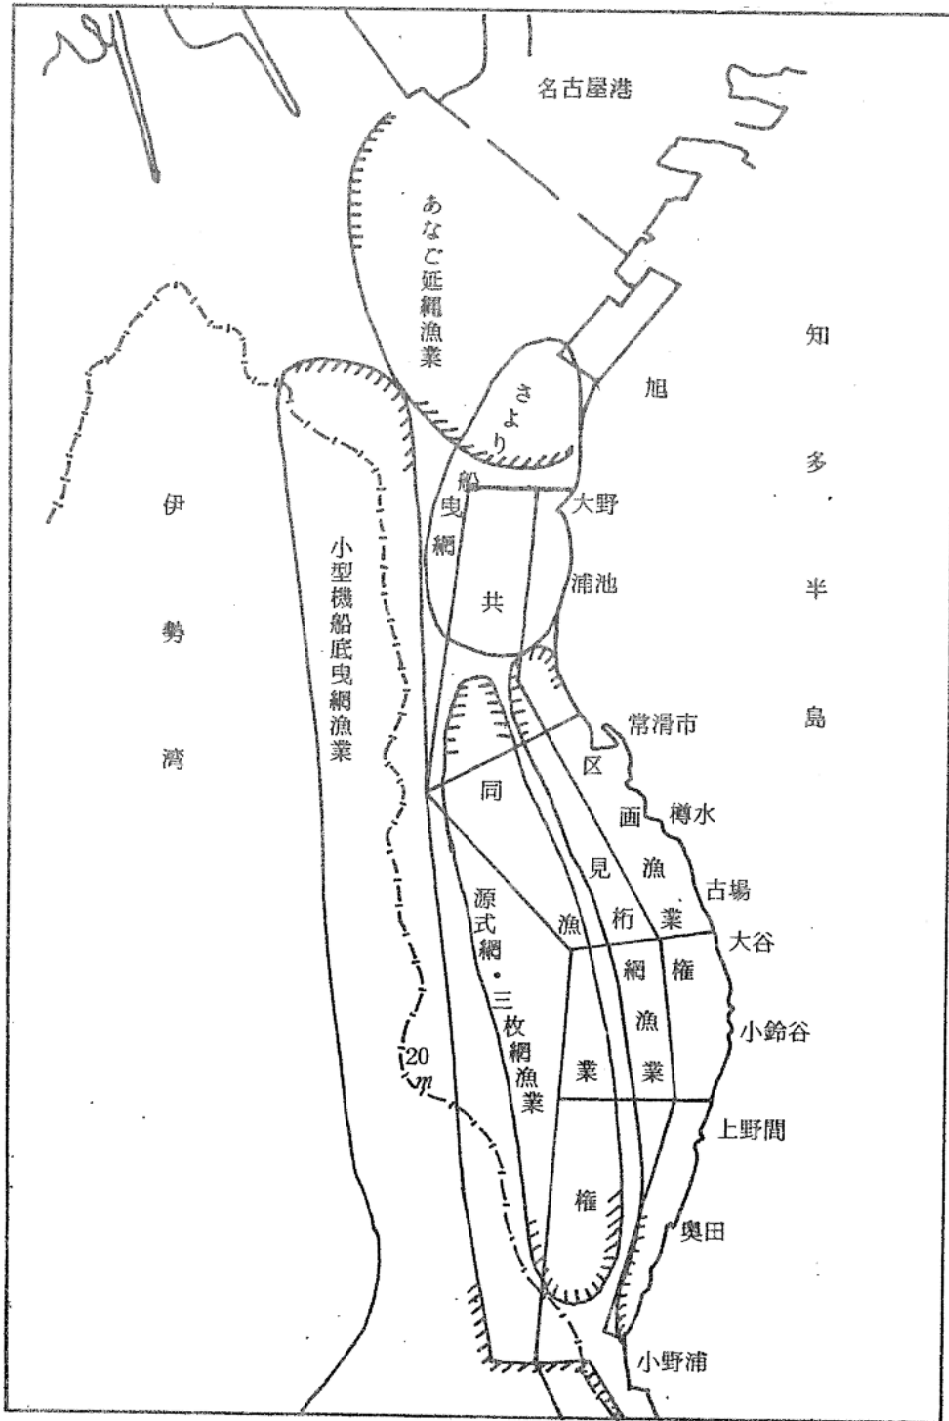 名古屋港
あなご延縄漁業
知多半島
旭
さより
船曳網
大野
伊勢湾
小型機船底曳網漁業
浦池
共同漁業権
常滑市
区画漁業権
樽水
見桁網漁業
古場
源式網・三枚網漁業
大谷
小鈴谷
20m
上野間
奥田
小野浦